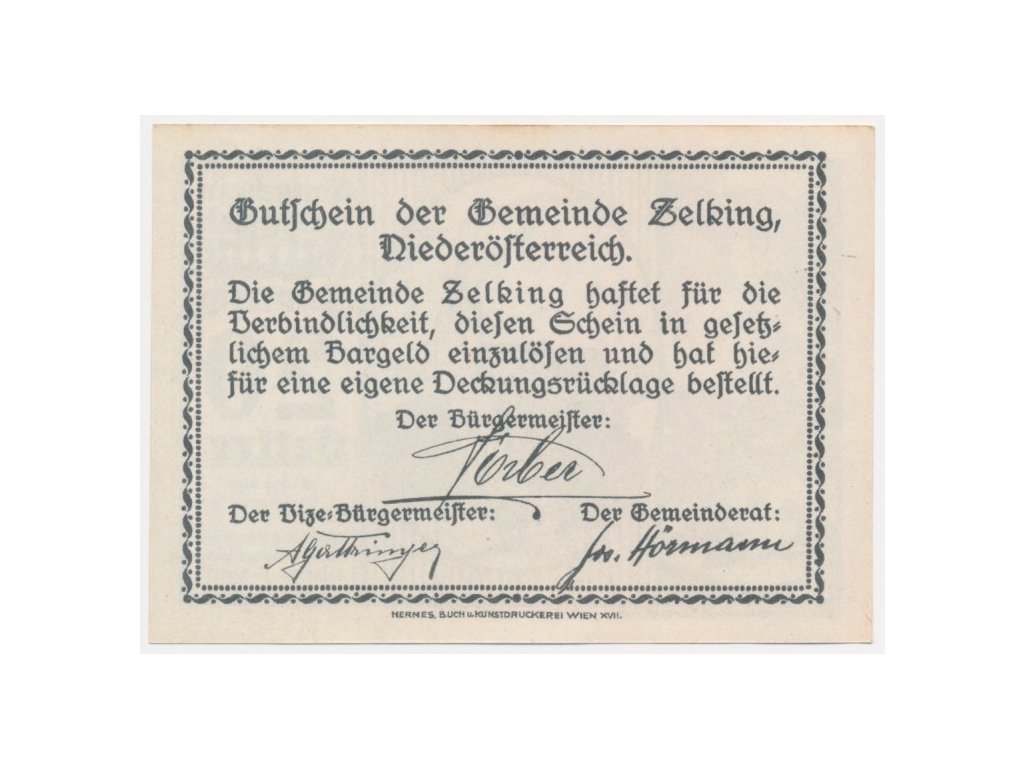 Gutschein der Gemeinde Zelking,
Niederösterreich.
Die Gemeinde Zelking haftet für die
Verbindlichkeit, diesen Schein in gesetz-
lichem Bargeld einzulösen und hat hie-
für eine eigene Deckungsrücklage bestellt.
Der Bürgermeister:
Der Vize-Bürgermeister: Der Gemeinderat:
Jos. Hörmann
HERMES, BUCH u. KUNSTDRUCKEREI WIEN XVII.